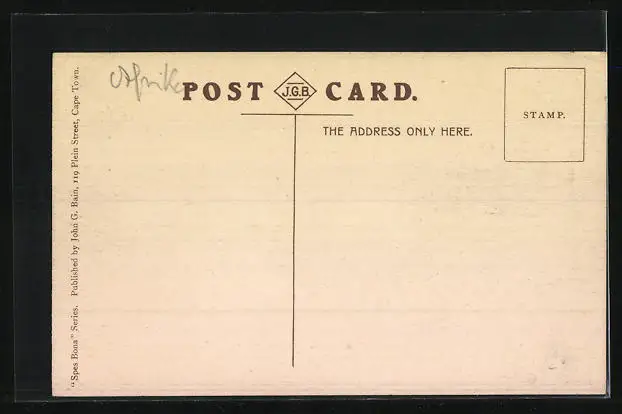 Afrika
POST J.G.B. CARD.
THE ADDRESS ONLY HERE.
STAMP.
"Spes Bona" Series. Published by John G. Bain, 119 Plein Street, Cape Town.